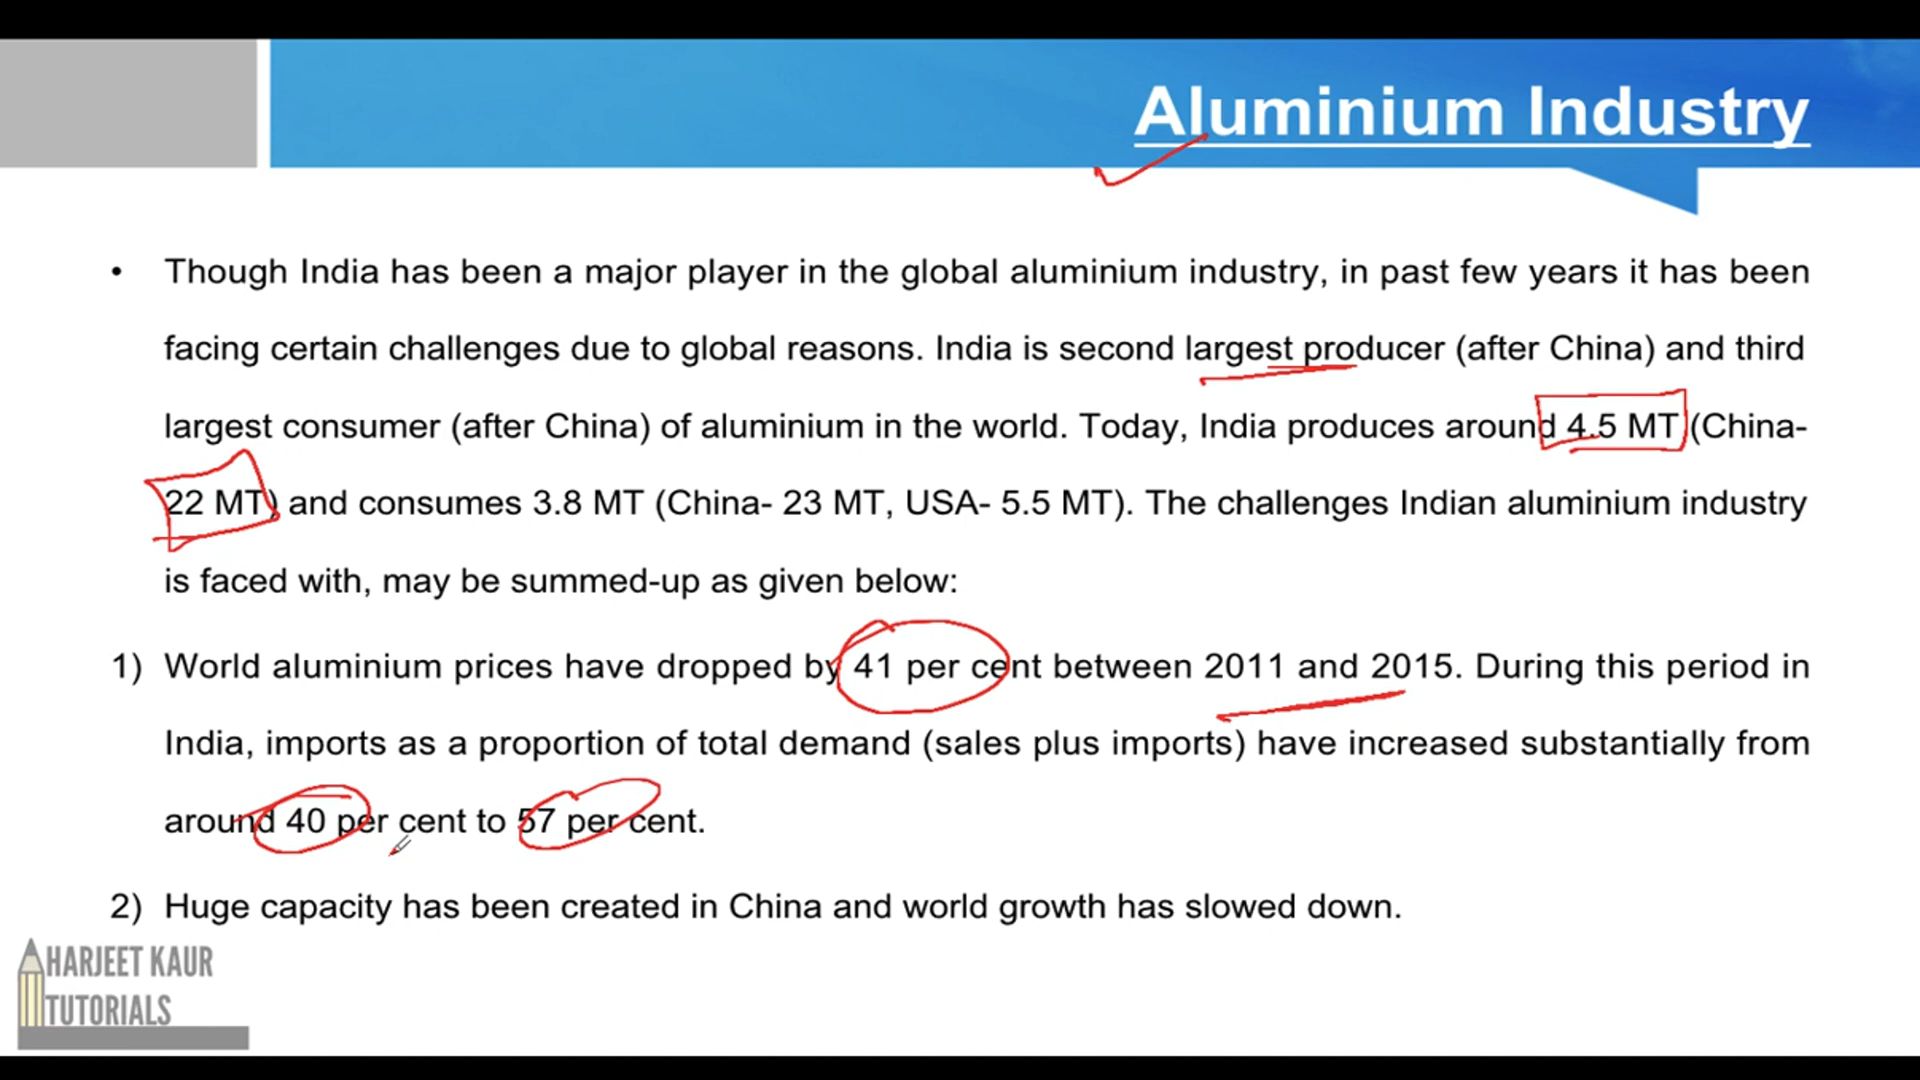 Aluminium Industry
• Though India has been a major player in the global aluminium industry, in past few years it has been
facing certain challenges due to global reasons. India is second largest producer (after China) and third
largest consumer (after China) of aluminium in the world. Today, India produces around 4.5 MT (China-
22 MT) and consumes 3.8 MT (China- 23 MT, USA- 5.5 MT). The challenges Indian aluminium industry
is faced with, may be summed-up as given below:
1) World aluminium prices have dropped by 41 per cent between 2011 and 2015. During this period in
India, imports as a proportion of total demand (sales plus imports) have increased substantially from
around 40 per cent to 57 per cent.
2) Huge capacity has been created in China and world growth has slowed down.
HARJEET KAUR
TUTORIALS